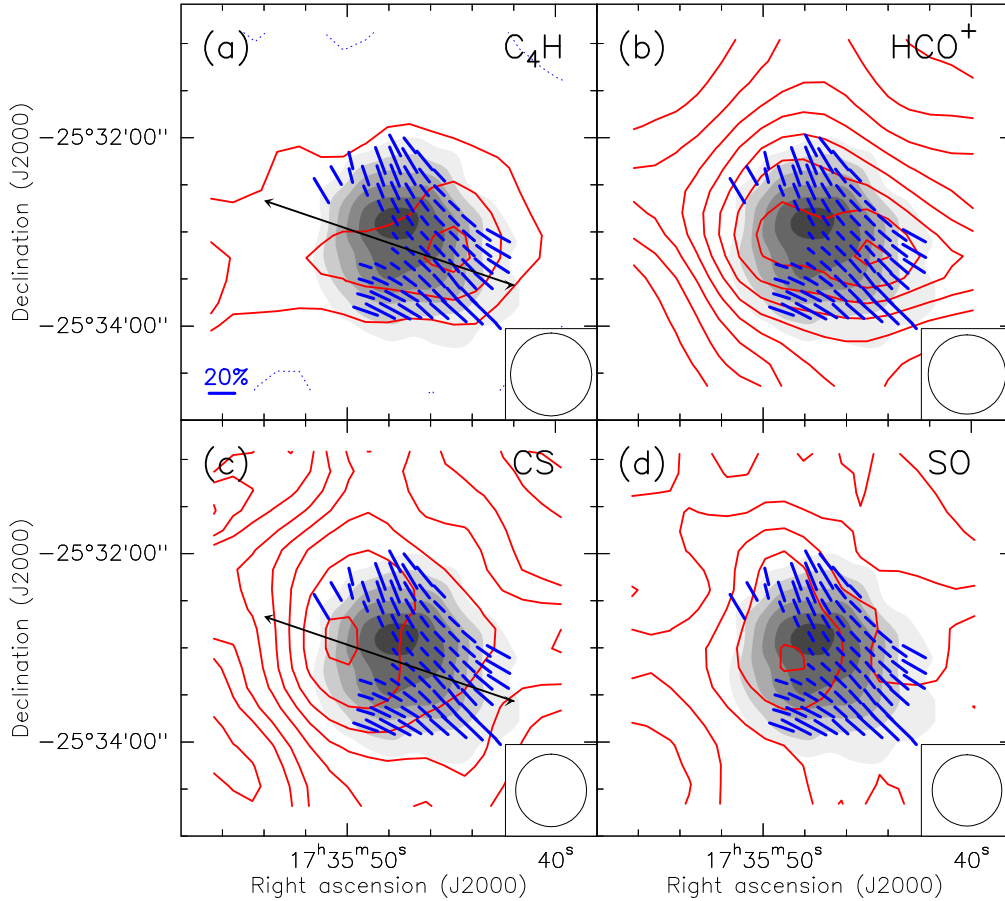 (a) C₄H
(b) HCO⁺
Declination (J2000)
−25°32'00"
−25°34'00"
20%
(c) CS
(d) SO
Declination (J2000)
−25°32'00"
−25°34'00"
17ʰ35ᵐ50ˢ 40ˢ
17ʰ35ᵐ50ˢ 40ˢ
Right ascension (J2000)
Right ascension (J2000)